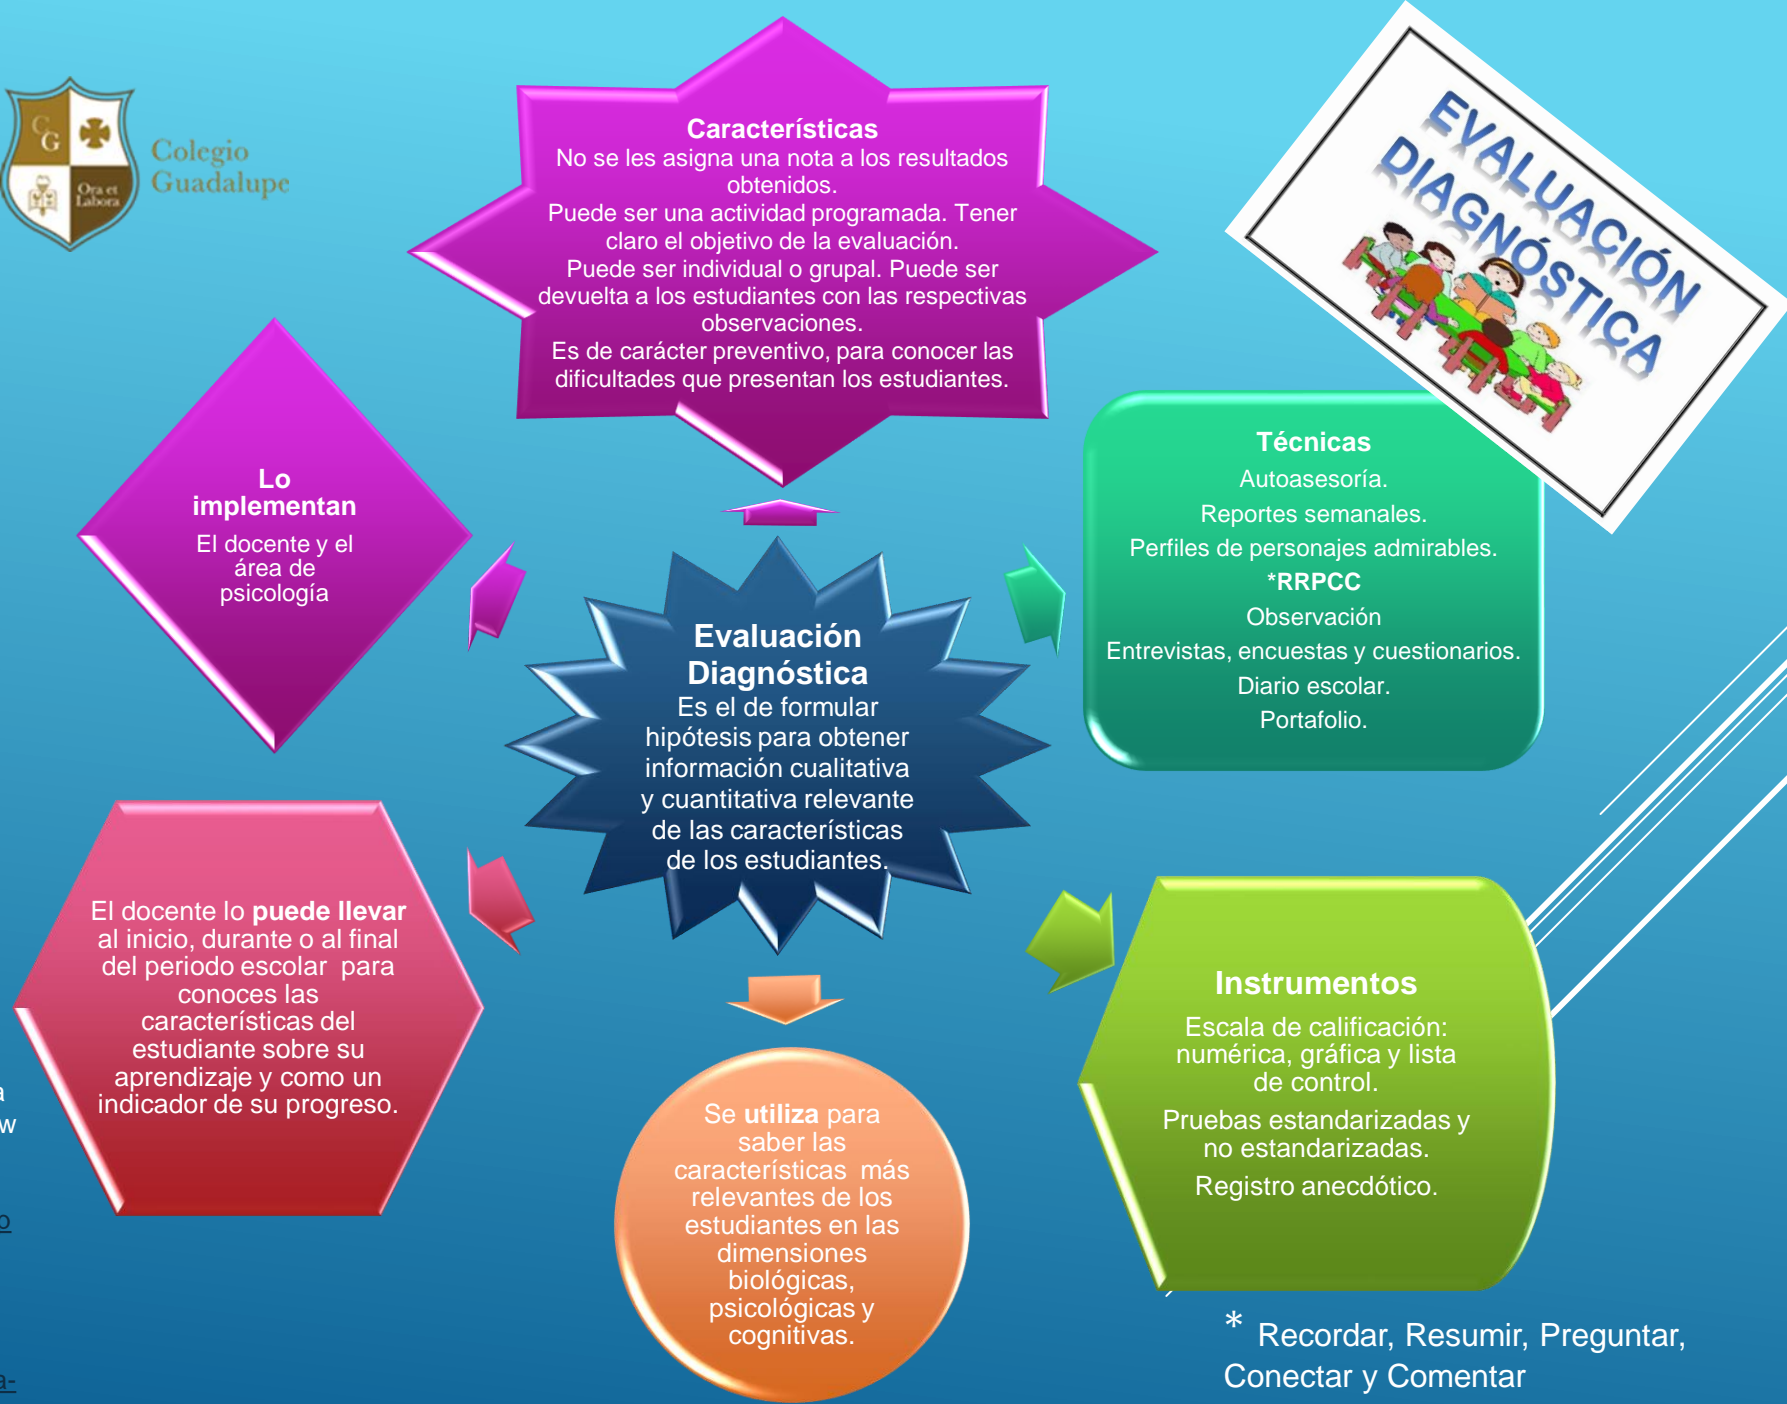 C
G
Ora et
Labora
Colegio
Guadalupe
EVALUACIÓN
DIAGNÓSTICA
Características
No se les asigna una nota a los resultados
obtenidos.
Puede ser una actividad programada. Tener
claro el objetivo de la evaluación.
Puede ser individual o grupal. Puede ser
devuelta a los estudiantes con las respectivas
observaciones.
Es de carácter preventivo, para conocer las
dificultades que presentan los estudiantes.
Lo
implementan
El docente y el
área de
psicología
Técnicas
Autoasesoría.
Reportes semanales.
Perfiles de personajes admirables.
*RRPCC
Observación
Entrevistas, encuestas y cuestionarios.
Diario escolar.
Portafolio.
Evaluación
Diagnóstica
Es el de formular
hipótesis para obtener
información cualitativa
y cuantitativa relevante
de las características
de los estudiantes.
El docente lo puede llevar
al inicio, durante o al final
del periodo escolar para
conoces las
características del
estudiante sobre su
aprendizaje y como un
indicador de su progreso.
a
w
o
a-
Se utiliza para
saber las
características más
relevantes de los
estudiantes en las
dimensiones
biológicas,
psicológicas y
cognitivas.
Instrumentos
Escala de calificación:
numérica, gráfica y lista
de control.
Pruebas estandarizadas y
no estandarizadas.
Registro anecdótico.
* Recordar, Resumir, Preguntar,
Conectar y Comentar